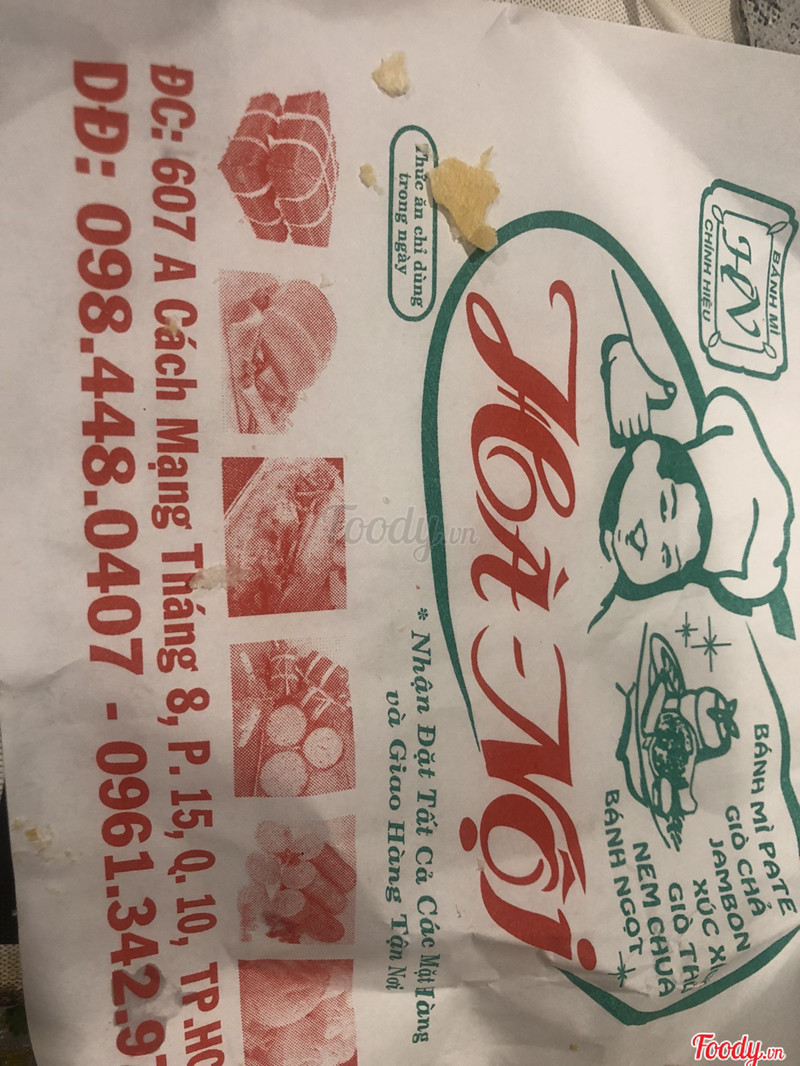 BÁNH MÌ
HN
CHÍNH HIỆU
BÁNH MÌ PATE
GIÒ CHẢ
JAMBON
XÚC
GIÒ
NEM CHUA
BÁNH NGỌT
HÀ-NỘI
Thức ăn chỉ dùng
trong ngày
* Nhận Đặt Tất Cả Các Mặt Hàng
và Giao Hàng Tận Nơi
ĐC: 607 A Cách Mạng Tháng 8, P. 15, Q. 10, TP.HC
DĐ: 098.448.0407 - 0961.342.9
Foody.vn
Foody.vn